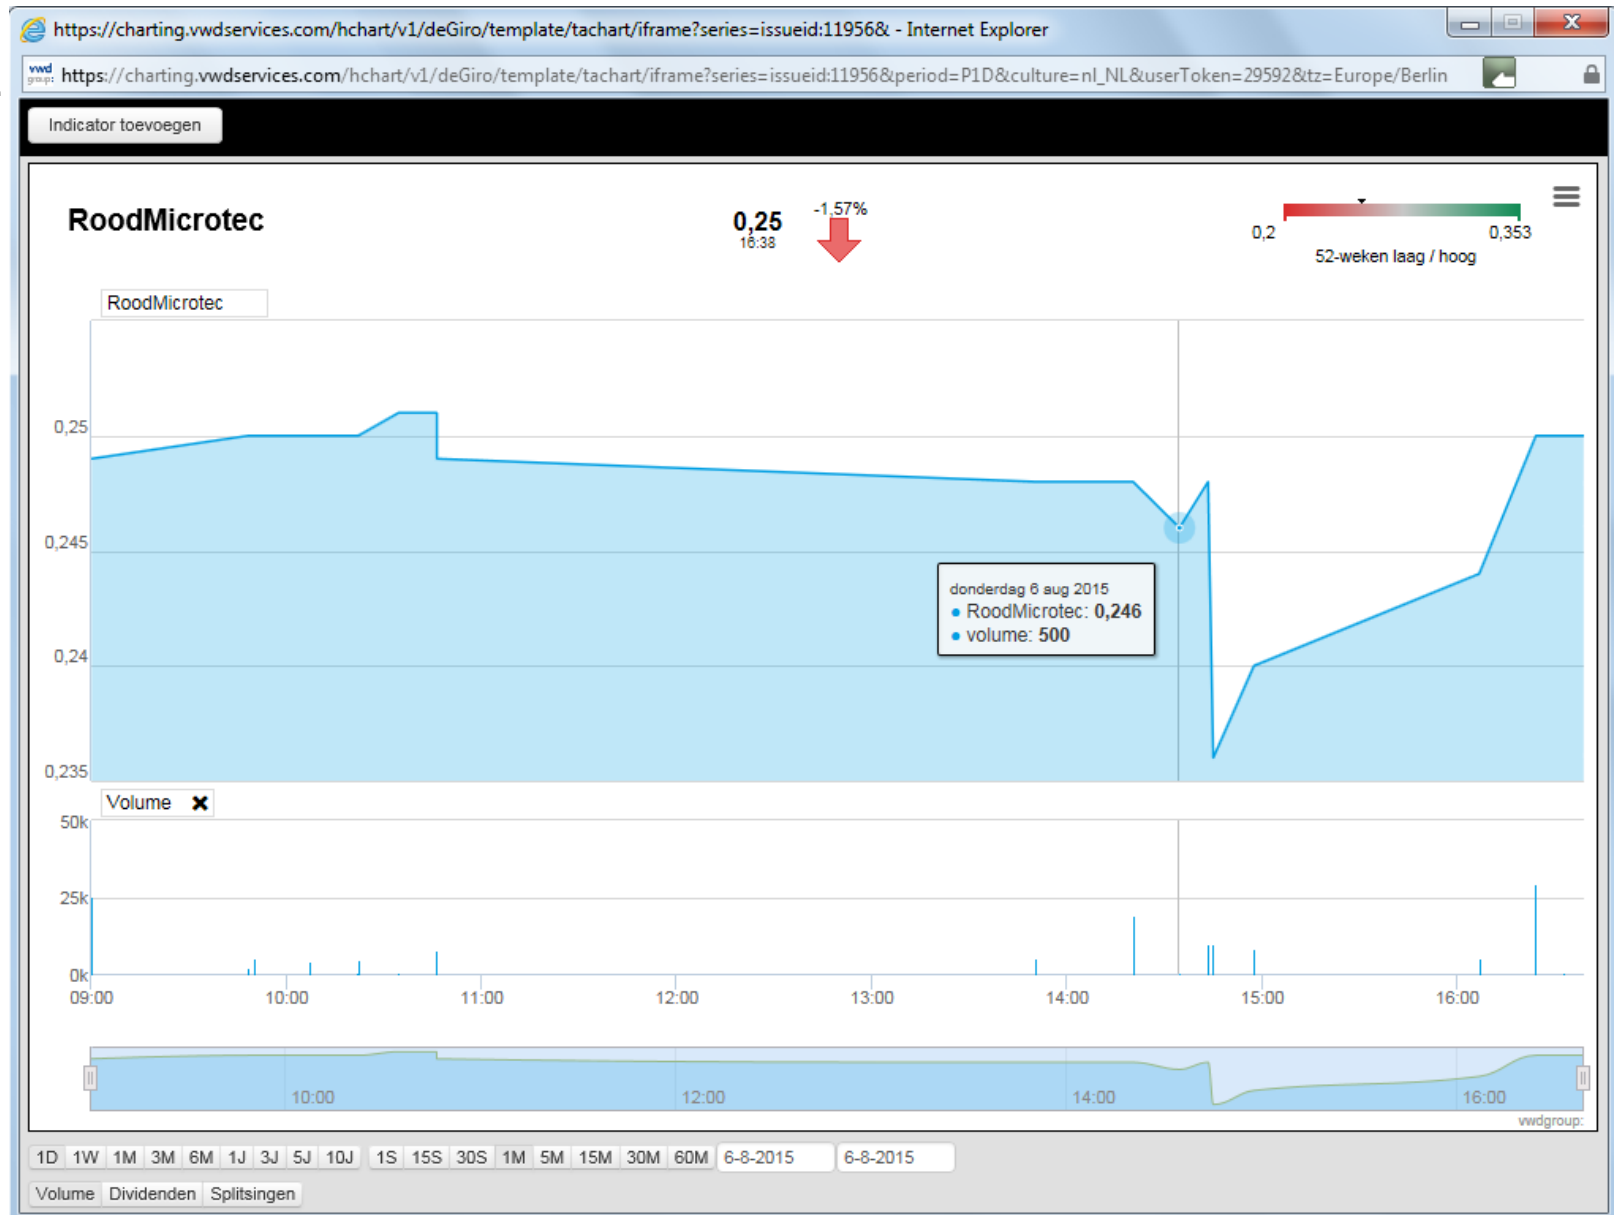 https://charting.vwdservices.com/hchart/v1/deGiro/template/tachart/iframe?series=issueid:11956& - Internet Explorer
vwd group: https://charting.vwdservices.com/hchart/v1/deGiro/template/tachart/iframe?series=issueid:11956&period=P1D&culture=nl_NL&userToken=29592&tz=Europe/Berlin
Indicator toevoegen
RoodMicrotec
0,25
16:38
-1,57%
0,2
0,353
52-weken laag / hoog
RoodMicrotec
0,25
0,245
0,24
0,235
donderdag 6 aug 2015
RoodMicrotec: 0,246
volume: 500
Volume
50k
25k
0k
09:00 10:00 11:00 12:00 13:00 14:00 15:00 16:00
10:00 12:00 14:00 16:00
vwdgroup:
1D 1W 1M 3M 6M 1J 3J 5J 10J 1S 15S 30S 1M 5M 15M 30M 60M 6-8-2015 6-8-2015
Volume Dividenden Splitsingen